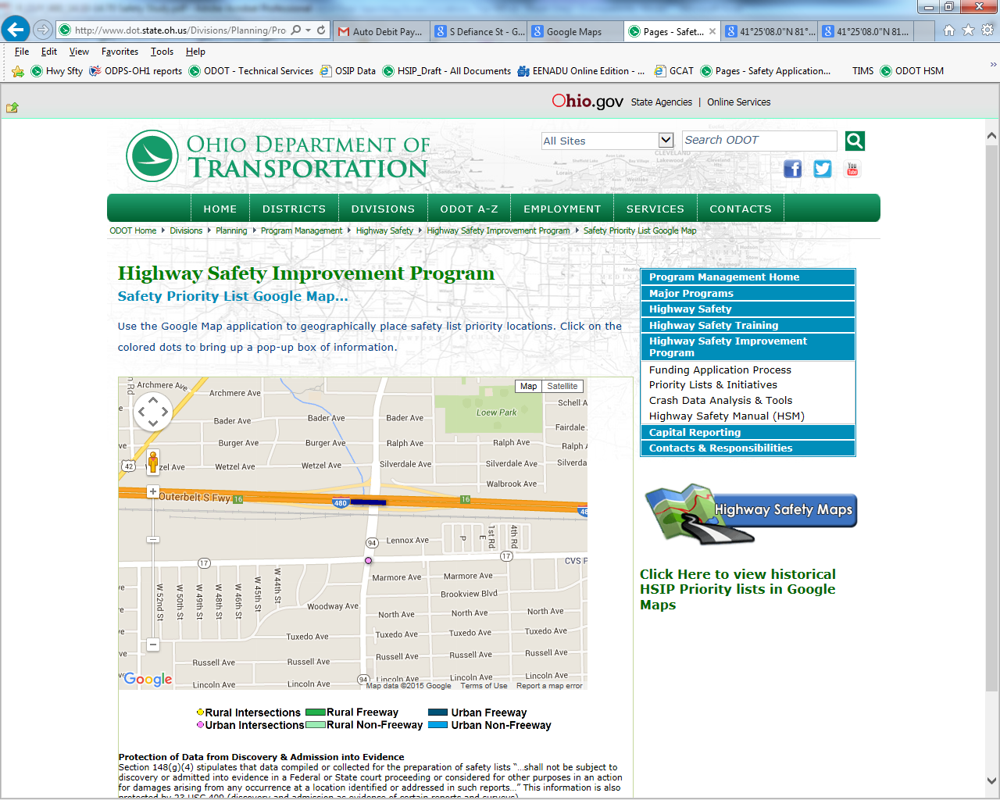 http://www.dot.state.oh.us/Divisions/Planning/Pro
Auto Debit Pay...
S Defiance St - G...
Google Maps
Pages - Safet...
41°25'08.0"N 81°...
41°25'08.0"N 81...
File Edit View Favorites Tools Help
Hwy Sfty
ODPS-OH1 reports
ODOT - Technical Services
OSIP Data
HSIP_Draft - All Documents
EENADU Online Edition - ...
GCAT
Pages - Safety Application...
TIMS
ODOT HSM
Ohio.gov State Agencies | Online Services
OHIO DEPARTMENT OF
TRANSPORTATION
All Sites
Search ODOT
You
Tube
HOME DISTRICTS DIVISIONS ODOT A-Z EMPLOYMENT SERVICES CONTACTS
ODOT Home Divisions Planning Program Management Highway Safety Highway Safety Improvement Program Safety Priority List Google Map
Highway Safety Improvement Program
Safety Priority List Google Map...
Use the Google Map application to geographically place safety list priority locations. Click on the
colored dots to bring up a pop-up box of information.
Program Management Home
Major Programs
Highway Safety
Highway Safety Training
Highway Safety Improvement
Program
Funding Application Process
Priority Lists & Initiatives
Crash Data Analysis & Tools
Highway Safety Manual (HSM)
Capital Reporting
Contacts & Responsibilities
Highway Safety Maps
Click Here to view historical
HSIP Priority lists in Google
Maps
Map Satellite
Archmere Ave
Archmere Ave
Loew Park
Schell A
Bader Ave
Bader Ave
Bader Ave
Fairdale
Burger Ave
Burger Ave
Ralph Ave
Ralph Ave
Ralph A
42
zel Ave
Wetzel Ave
Wetzel Ave
Silverdale Ave
Silverdale Ave
Silverda
Walbrook Ave
Outerbelt S Fwy
16
480
16
48
Lennox Ave
94
P
E
1st Rd
4th Rd
17
17
CVS P
Marmore Ave
Marmore Ave
Brookview Blvd
W 52nd St
W 50th St
W 49th St
W 48th St
W 46th St
W 45th St
W 44th St
Woodway Ave
North Ave
North Ave
North Ave
Tuxedo Ave
Tuxedo Ave
Tuxedo Ave
Russell Ave
Russell Ave
Russell Ave
Russell Ave
Russell Ave
Lincoln Ave
Lincoln Ave
94
Lincoln Ave
Lincoln Ave
Lincoln Ave
Google
Map data ©2015 Google Terms of Use Report a map error
Rural Intersections Rural Freeway Urban Freeway
Urban Intersections Rural Non-Freeway Urban Non-Freeway
Protection of Data from Discovery & Admission into Evidence
Section 148(g)(4) stipulates that data compiled or collected for the preparation of safety lists “...shall not be subject to
discovery or admitted into evidence in a Federal or State court proceeding or considered for other purposes in an action
for damages arising from any occurrence at a location identified or addressed in such reports...” This information is also
protected by 23 USC 409 (discovery and admission as evidence of certain reports and surveys)